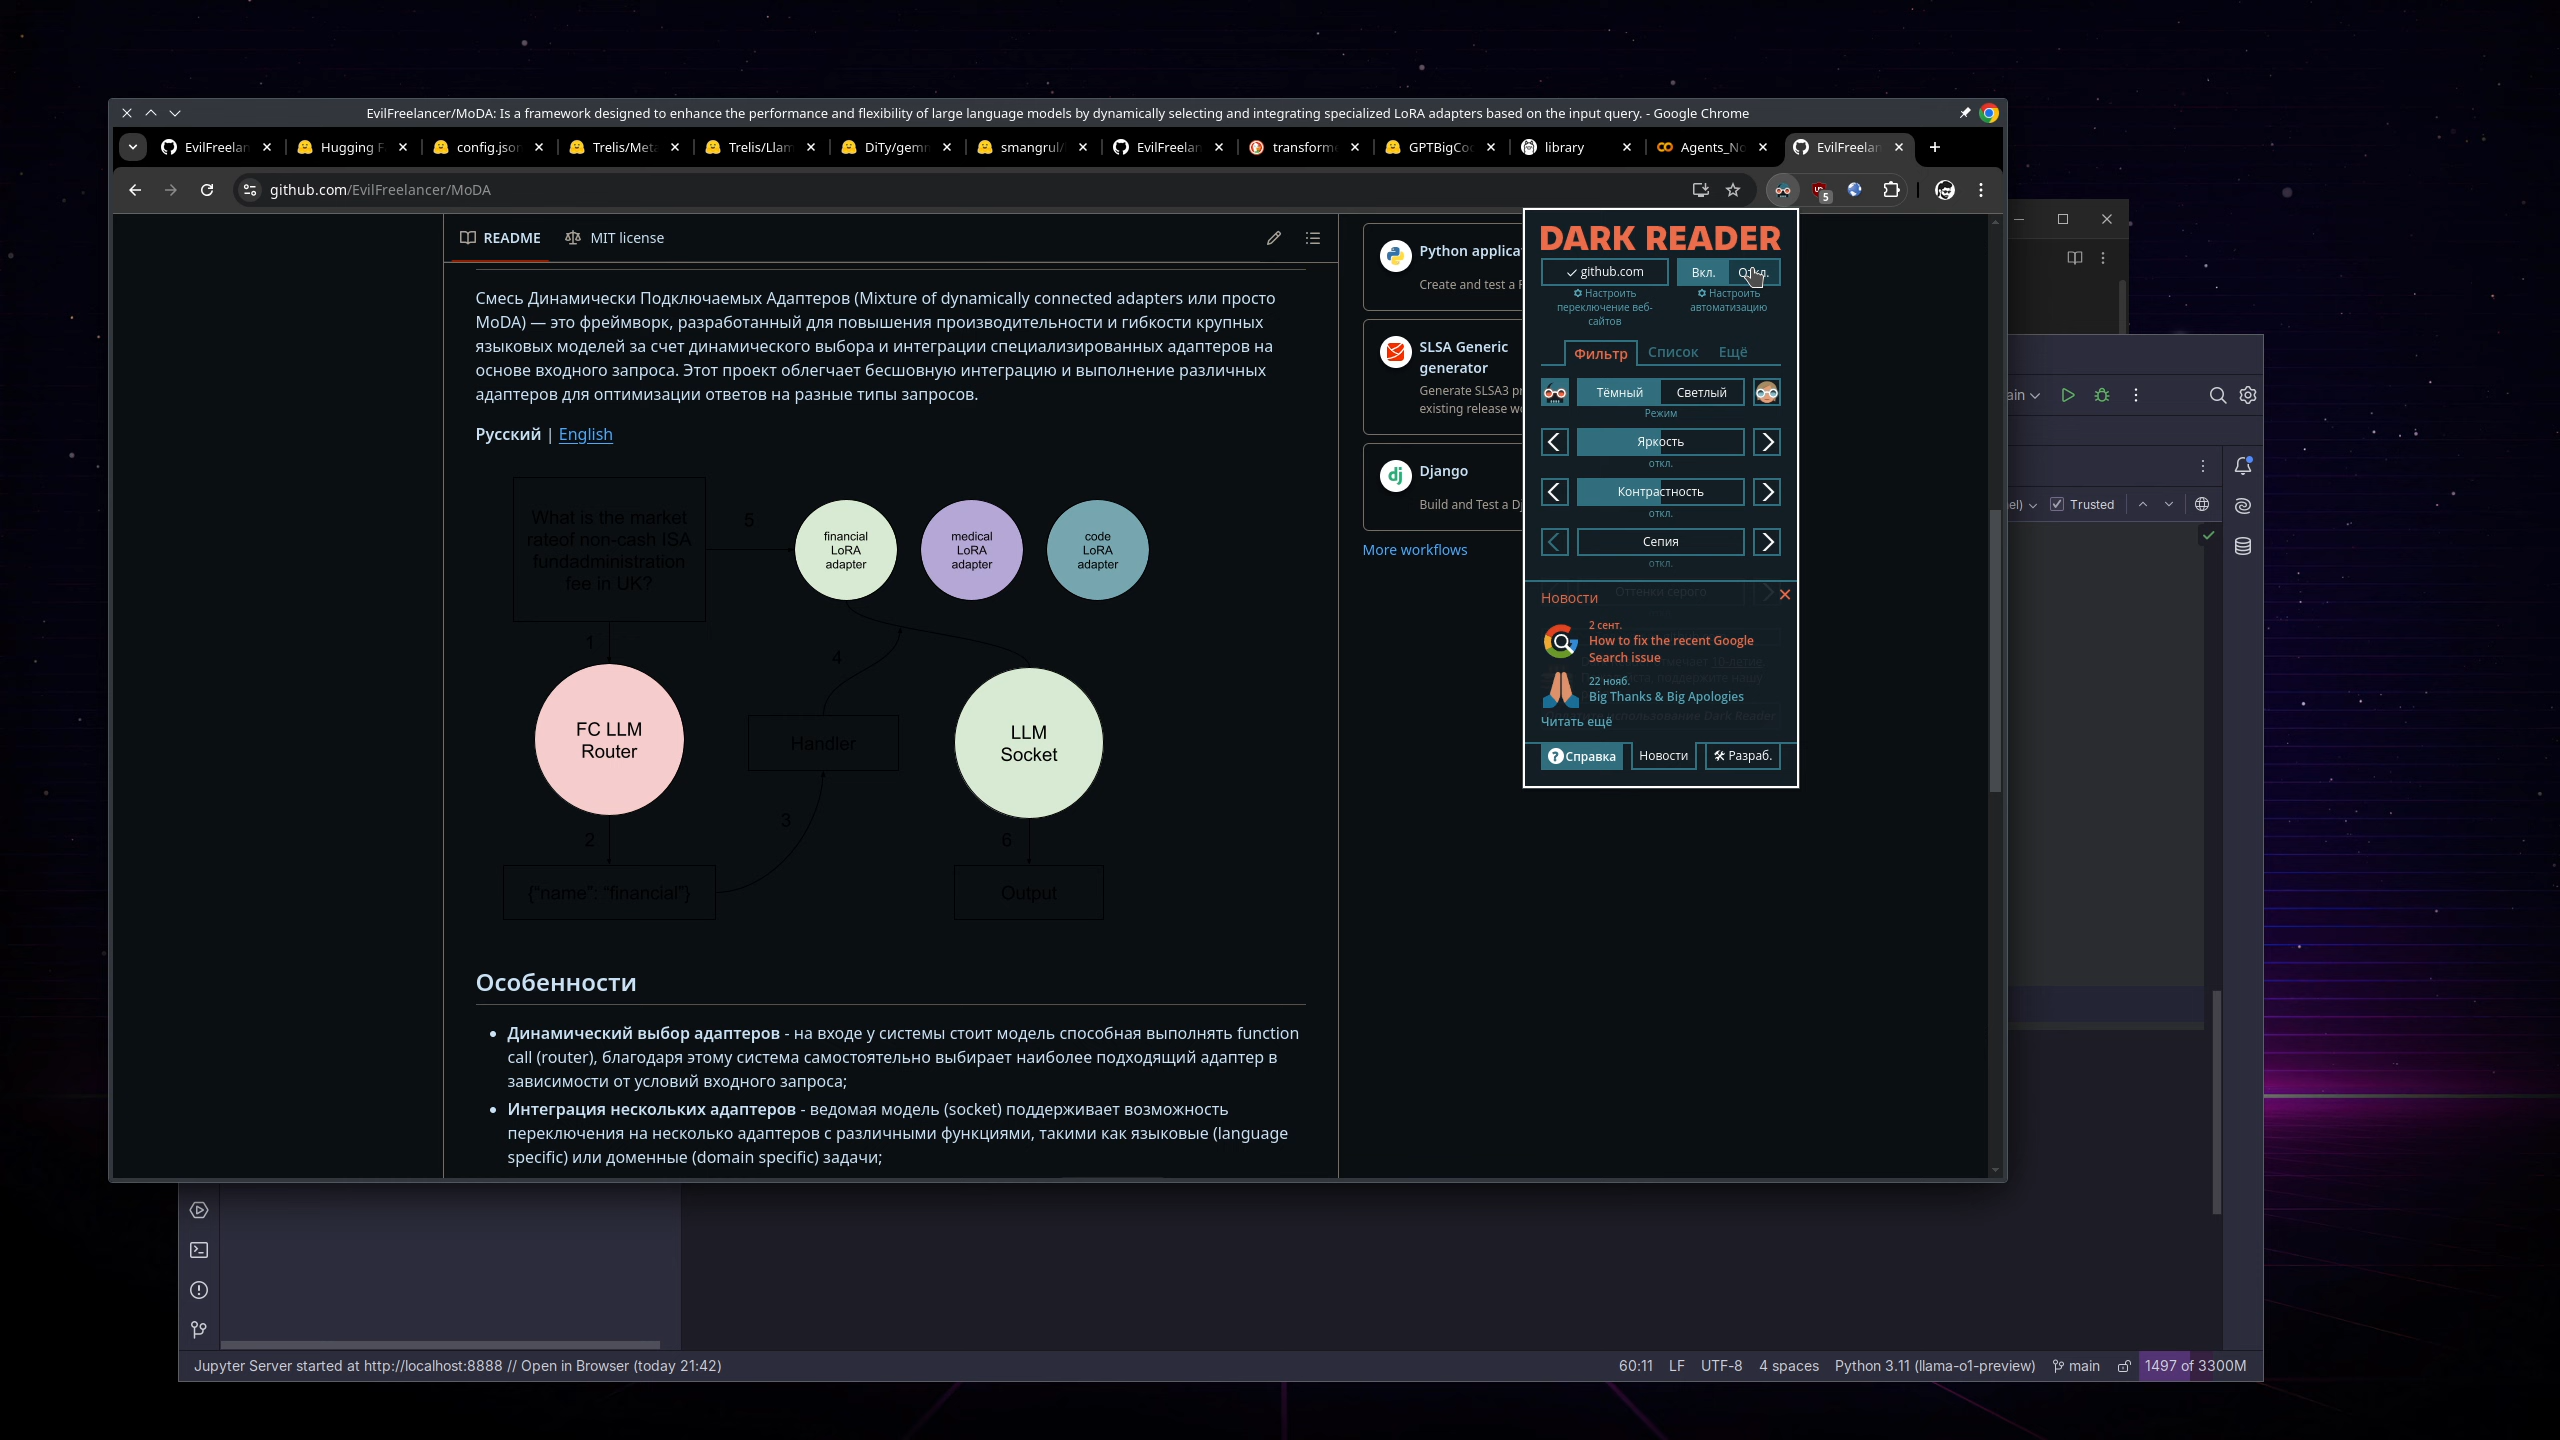 EvilFreelancer/MoDA: Is a framework designed to enhance the performance and flexibility of large language models by dynamically selecting and integrating specialized LoRA adapters based on the input query. - Google Chrome
EvilFreelan
Hugging F
config.json
Trelis/Meta
Trelis/Llam
DiTy/gemm
smangrul/
EvilFreelan
transforme
GPTBigCo
library
Agents_No
EvilFreelan
github.com/EvilFreelancer/MoDA
5
README
MIT license
Смесь Динамически Подключаемых Адаптеров (Mixture of dynamically connected adapters или просто
MoDA) — это фреймворк, разработанный для повышения производительности и гибкости крупных
языковых моделей за счет динамического выбора и интеграции специализированных адаптеров на
основе входного запроса. Этот проект облегчает бесшовную интеграцию и выполнение различных
адаптеров для оптимизации ответов на разные типы запросов.
Русский | English
What is the market
rateof non-cash ISA
fundadministration
fee in UK?
5
financial
LoRA
adapter
medical
LoRA
adapter
code
LoRA
adapter
1
4
FC LLM
Router
Handler
LLM
Socket
2
3
6
{"name": "financial"}
Output
Особенности
Динамический выбор адаптеров - на входе у системы стоит модель способная выполнять function
call (router), благодаря этому система самостоятельно выбирает наиболее подходящий адаптер в
зависимости от условий входного запроса;
Интеграция нескольких адаптеров - ведомая модель (socket) поддерживает возможность
переключения на несколько адаптеров с различными функциями, такими как языковые (language
specific) или доменные (domain specific) задачи;
Python applica
Create and test a
SLSA Generic
generator
Generate SLSA3
existing release
Django
Build and Test a
More workflows
DARK READER
github.com
Вкл.
Настроить
переключение веб-
сайтов
Настроить
автоматизацию
Фильтр
Список
Ещё
Тёмный
Светлый
Режим
Яркость
откл.
Контрастность
откл.
Сепия
откл.
Оттенки серого
Новости
2 сент.
How to fix the recent Google
Search issue
22 нояб.
Big Thanks & Big Apologies
Читать ещё
Справка
Новости
Разраб.
ain
el)
Trusted
Jupyter Server started at http://localhost:8888 // Open in Browser (today 21:42)
60:11
LF
UTF-8
4 spaces
Python 3.11 (llama-o1-preview)
main
1497 of 3300M